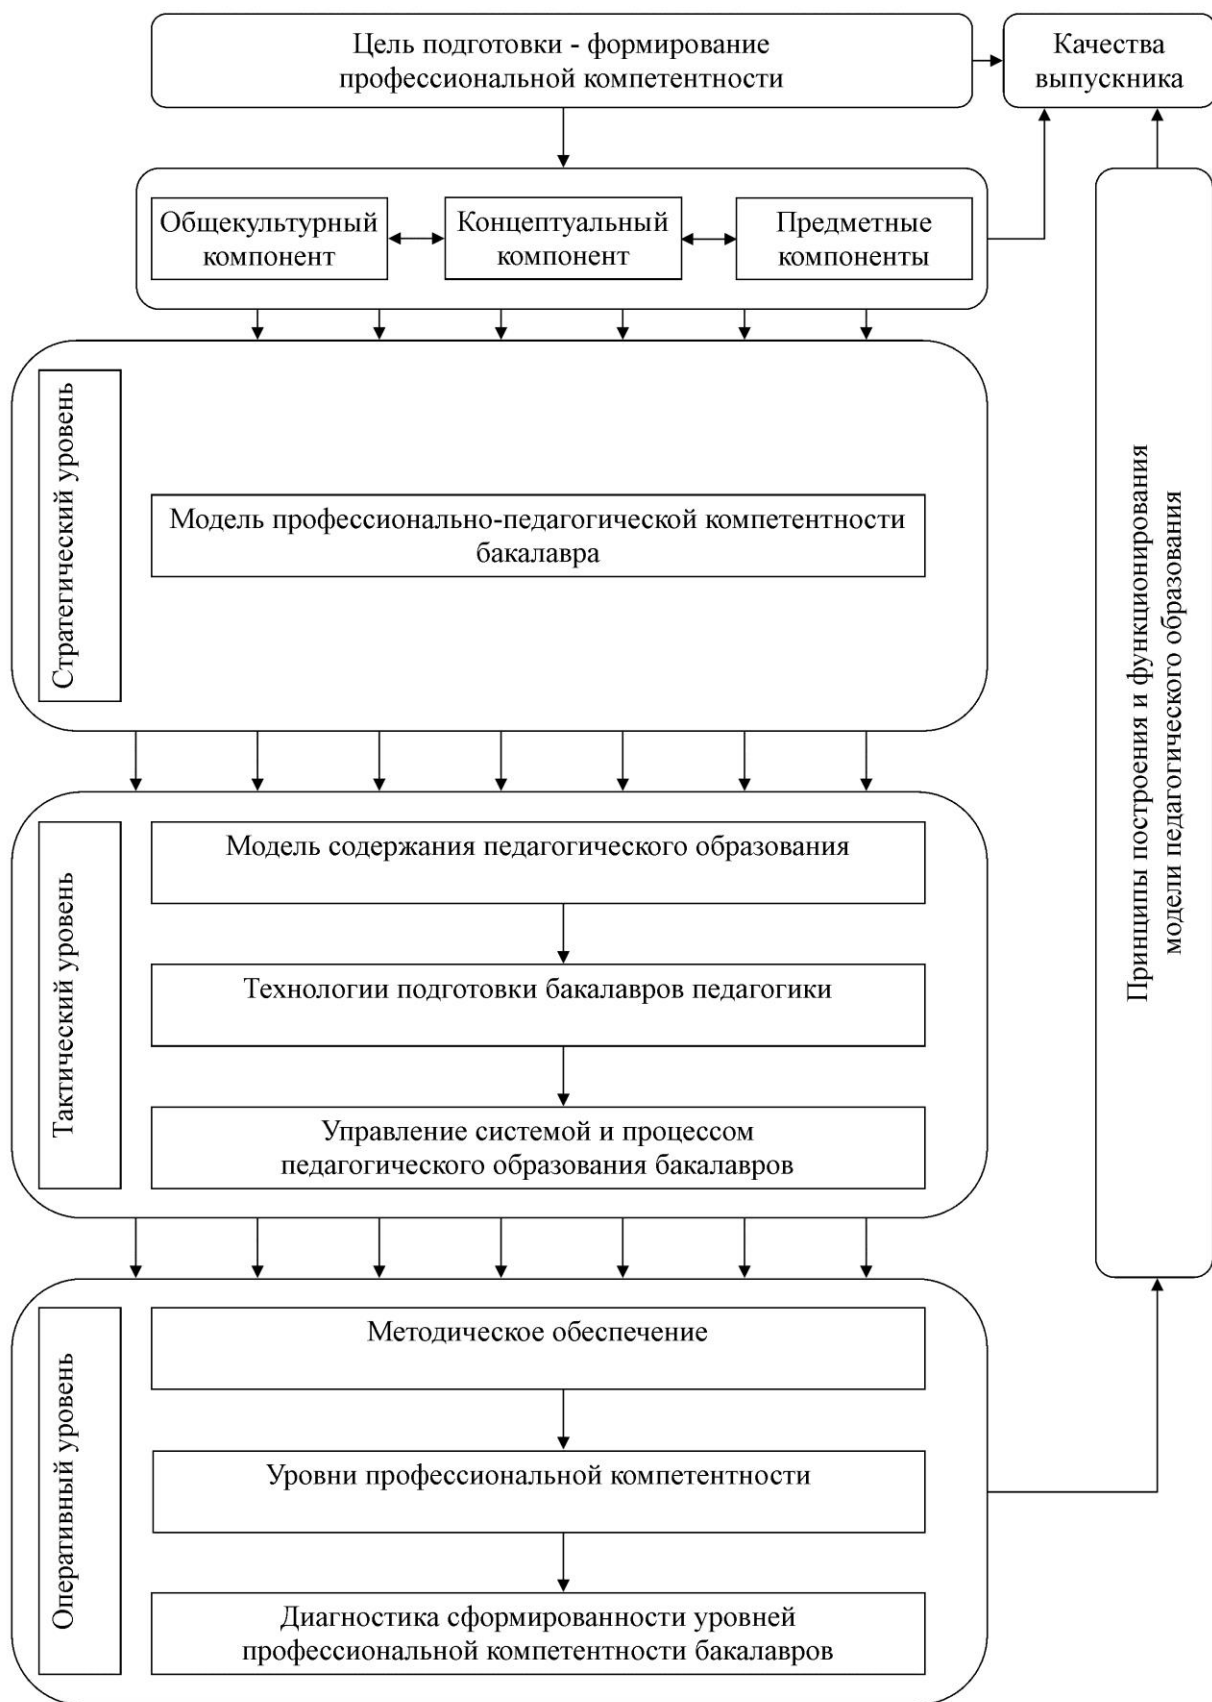 Цель подготовки - формирование
профессиональной компетентности
Качества
выпускника
Общекультурный
компонент
Концептуальный
компонент
Предметные
компоненты
Стратегический уровень
Модель профессионально-педагогической компетентности
бакалавра
Принципы построения и функционирования
модели педагогического образования
Тактический уровень
Модель содержания педагогического образования
Технологии подготовки бакалавров педагогики
Управление системой и процессом
педагогического образования бакалавров
Оперативный уровень
Методическое обеспечение
Уровни профессиональной компетентности
Диагностика сформированности уровней
профессиональной компетентности бакалавров